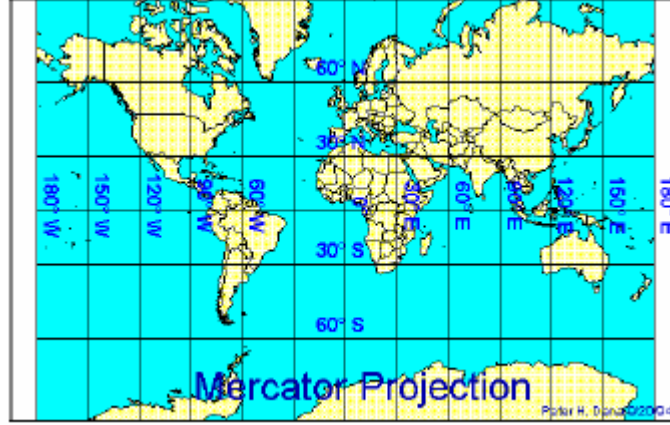 60° N
30° N
180° W
150° W
120° W
90° W
60° W
30° E
60° E
90° E
120° E
150° E
180° E
30° S
60° S
Mercator Projection
Peter H. Dana